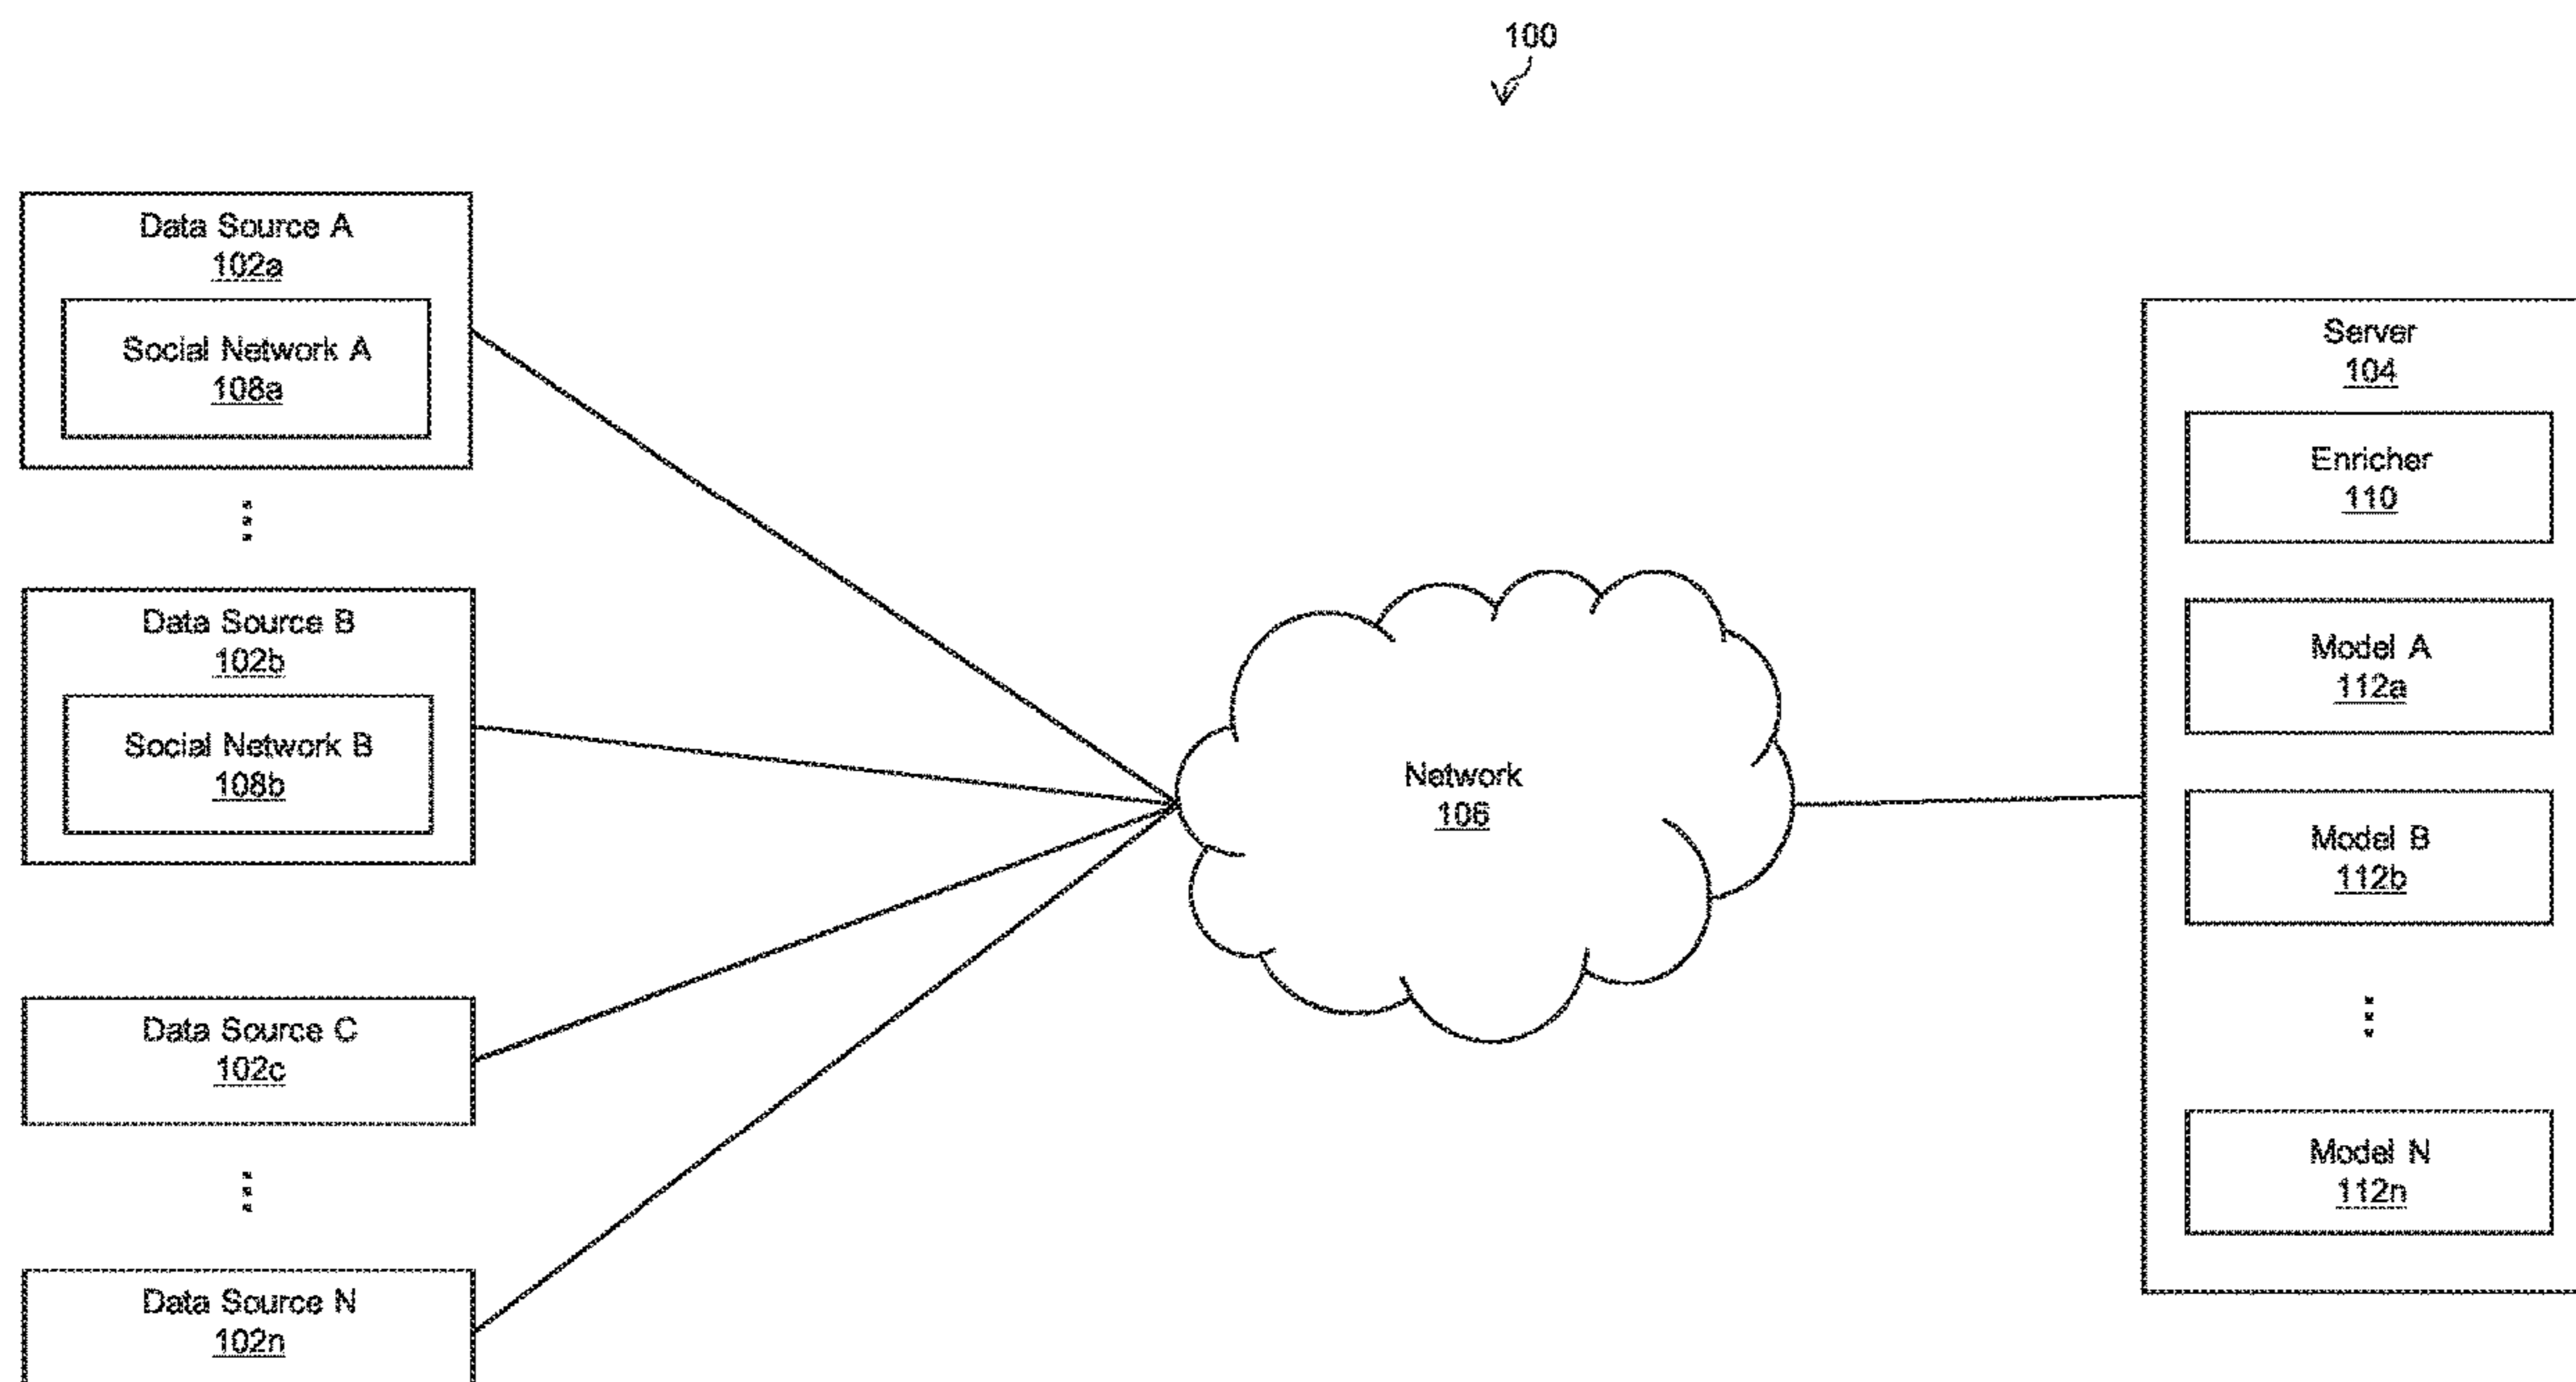 100
Data Source A
102a
Social Network A
108a
Data Source B
102b
Social Network B
108b
Data Source C
102c
Data Source N
102n
Network
106
Server
104
Enricher
110
Model A
112a
Model B
112b
Model N
112n